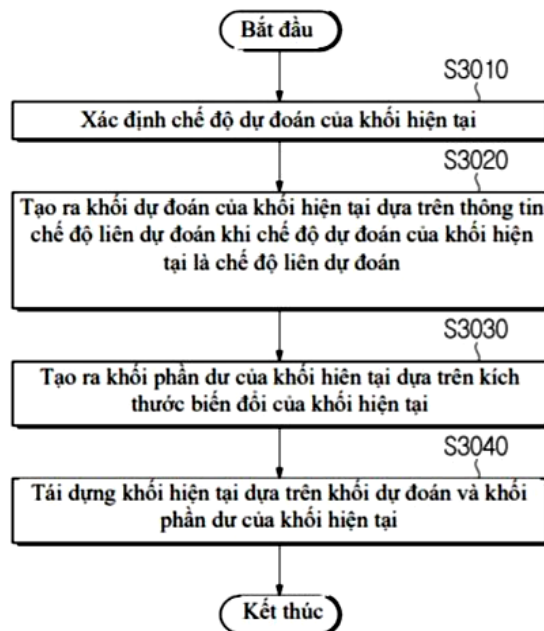 Bắt đầu
S3010
Xác định chế độ dự đoán của khối hiện tại
S3020
Tạo ra khối dự đoán của khối hiện tại dựa trên thông tin
chế độ liên dự đoán khi chế độ dự đoán của khối hiện
tại là chế độ liên dự đoán
S3030
Tạo ra khối phần dư của khối hiên tại dựa trên kích
thước biến đổi của khối hiện tại
S3040
Tái dựng khối hiện tại dựa trên khối dự đoán và khối
phần dư của khối hiện tại
Kết thúc